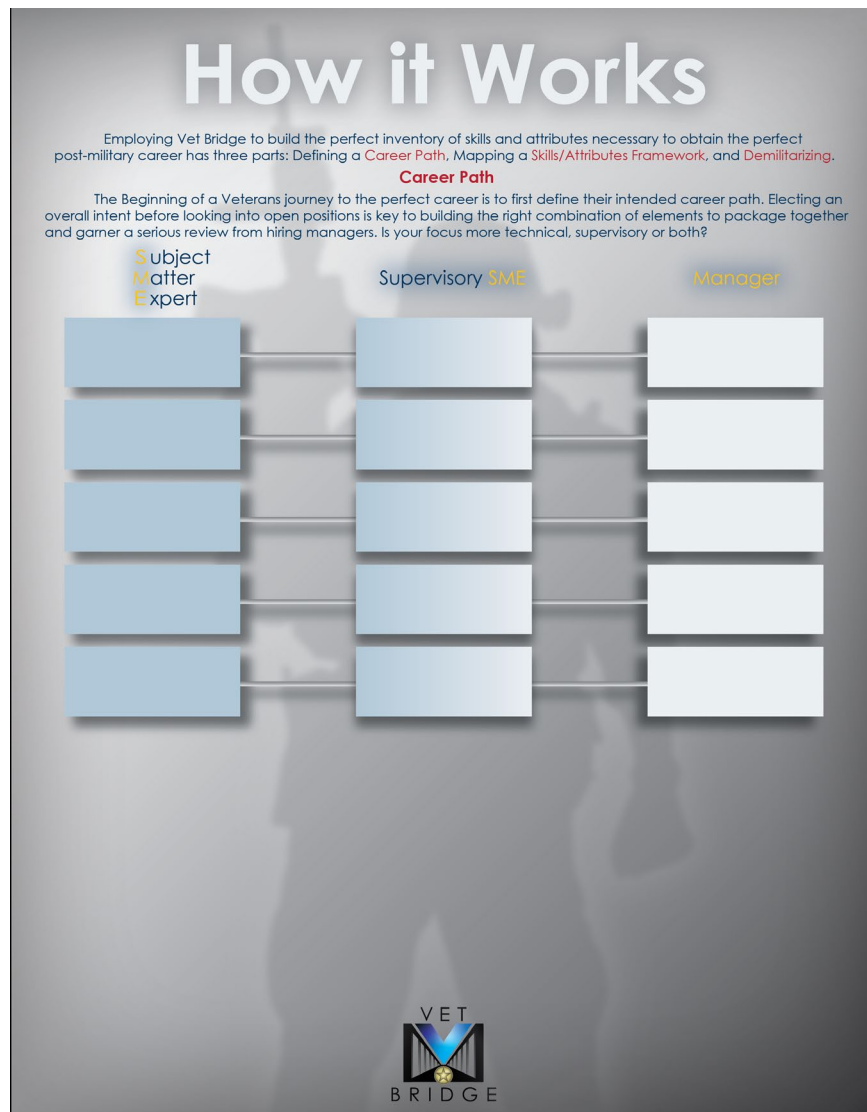 How it Works
Employing Vet Bridge to build the perfect inventory of skills and attributes necessary to obtain the perfect
post-military career has three parts: Defining a Career Path, Mapping a Skills/Attributes Framework, and Demilitarizing.
Career Path
The Beginning of a Veterans journey to the perfect career is to first define their intended career path. Electing an
overall intent before looking into open positions is key to building the right combination of elements to package together
and garner a serious review from hiring managers. Is your focus more technical, supervisory or both?
Subject
Matter
Expert
Supervisory SME
Manager
VET
BRIDGE